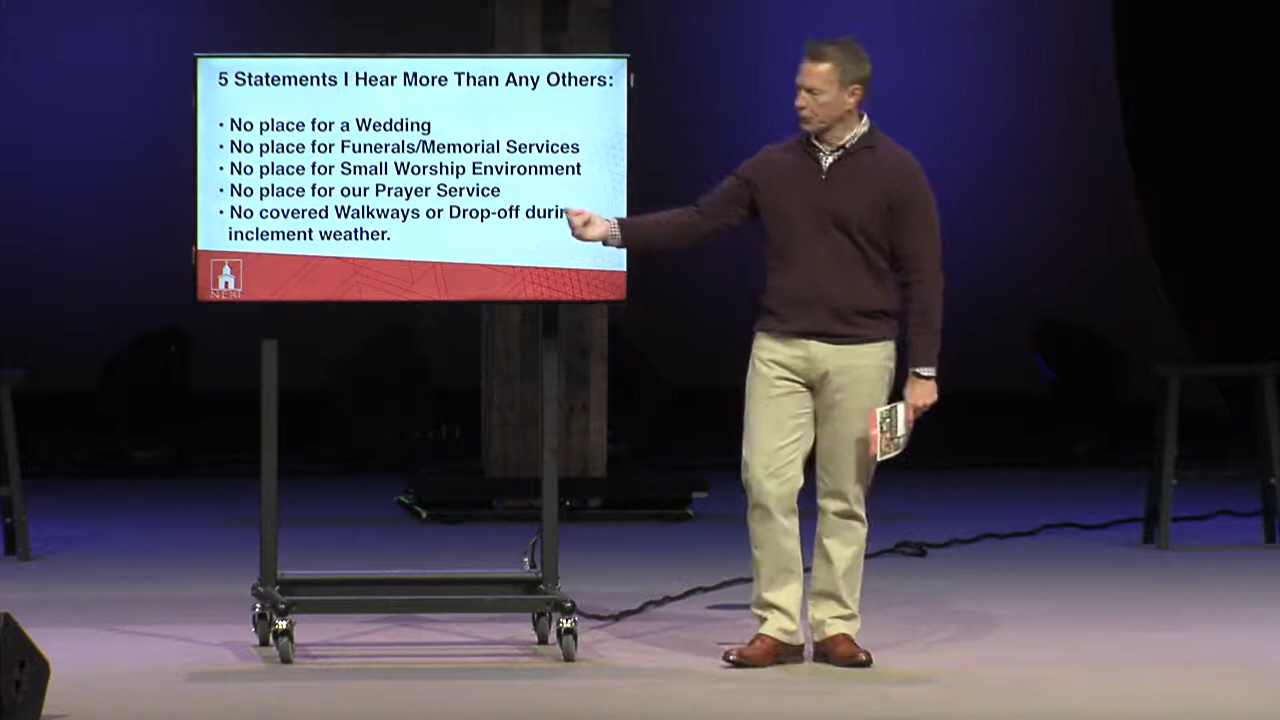 5 Statements I Hear More Than Any Others:
· No place for a Wedding
· No place for Funerals/Memorial Services
· No place for Small Worship Environment
· No place for our Prayer Service
· No covered Walkways or Drop-off durin
inclement weather.
NEXT